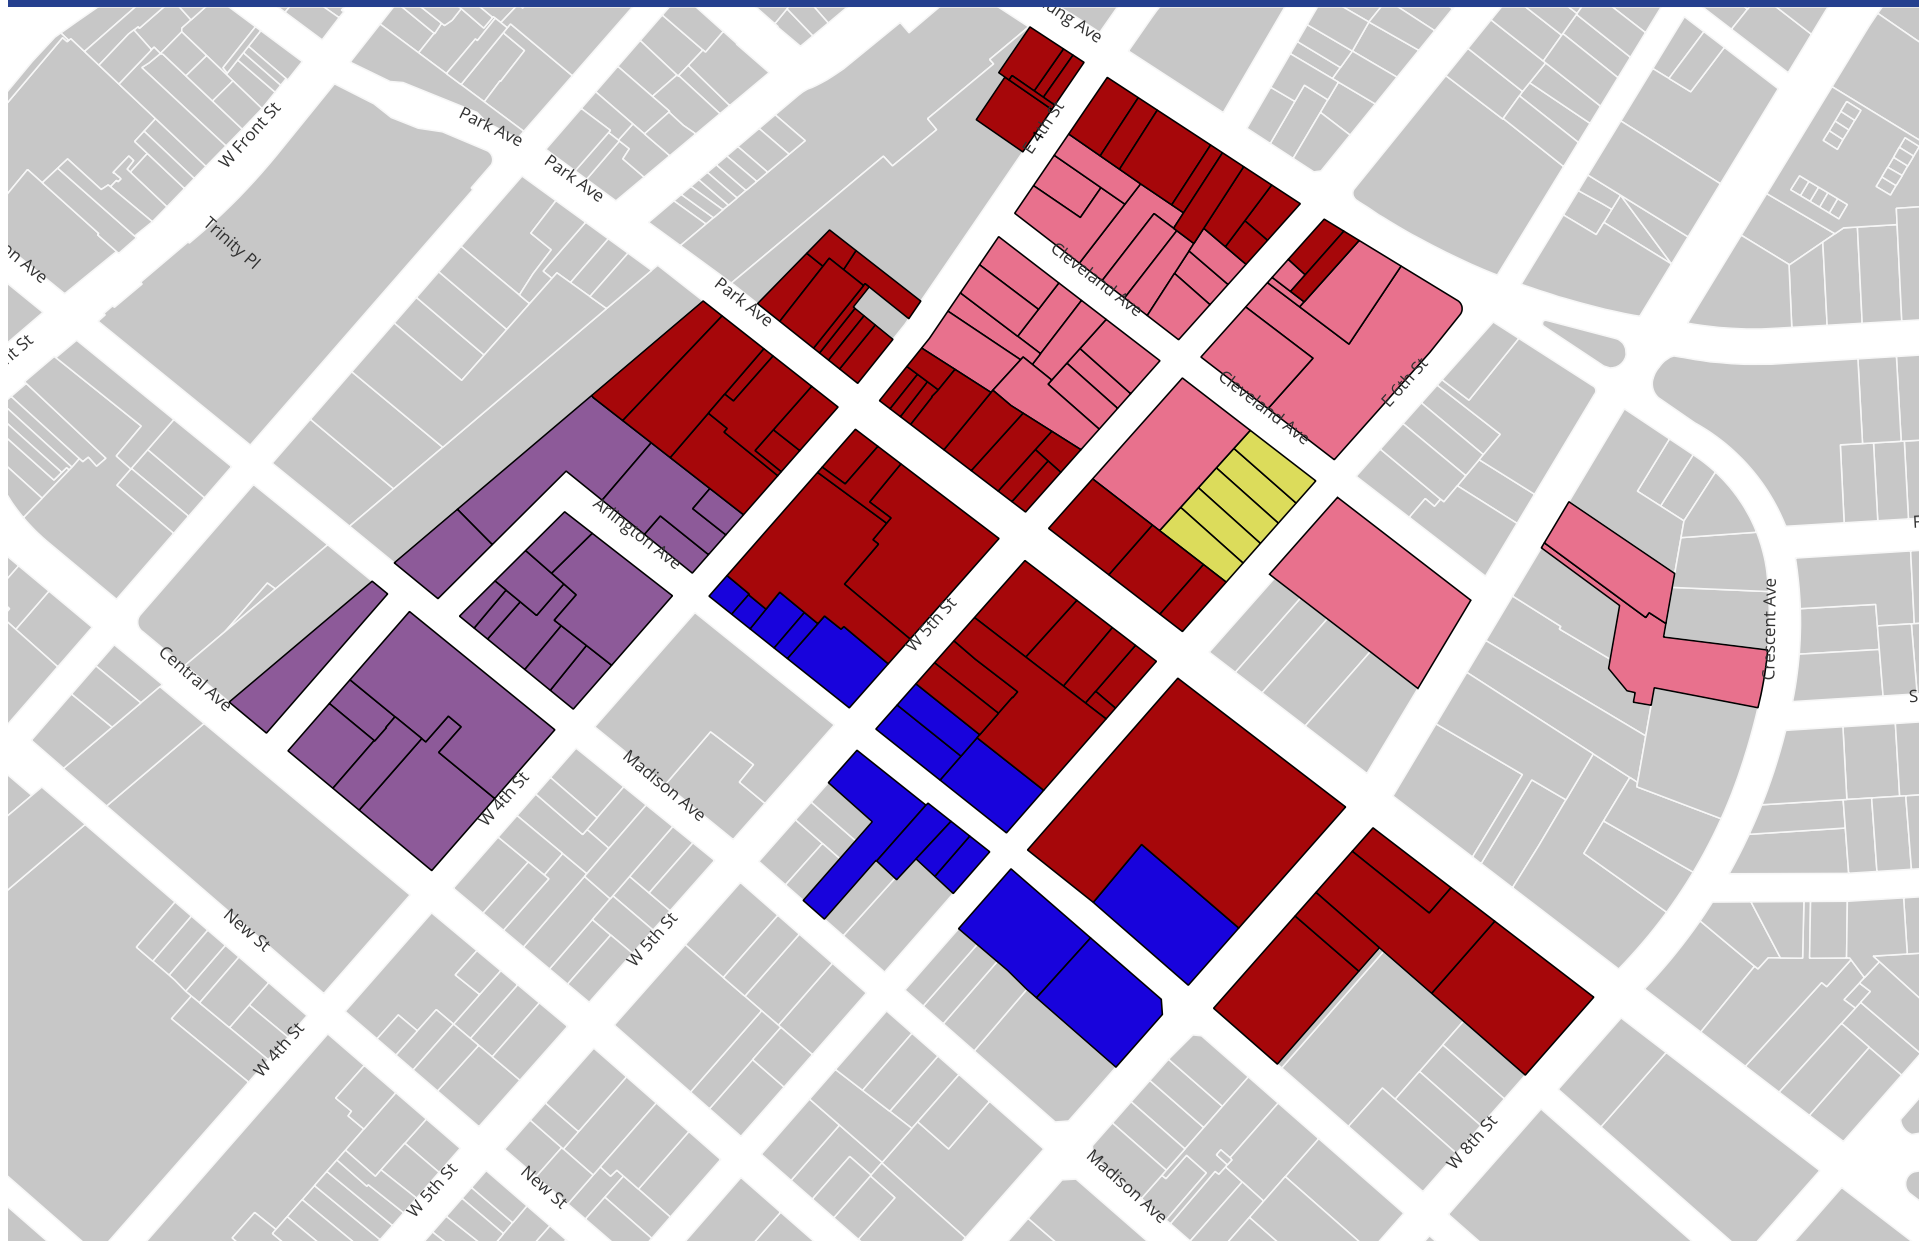 Park Ave
E 4th St
W Front St
Park Ave
Trinity Pl
Cleveland Ave
Park Ave
E 6th St
Cleveland Ave
Arlington Ave
W 5th St
Crescent Ave
Central Ave
Madison Ave
W 4th St
New St
W 5th St
W 4th St
W 8th St
Madison Ave
W 5th St
New St